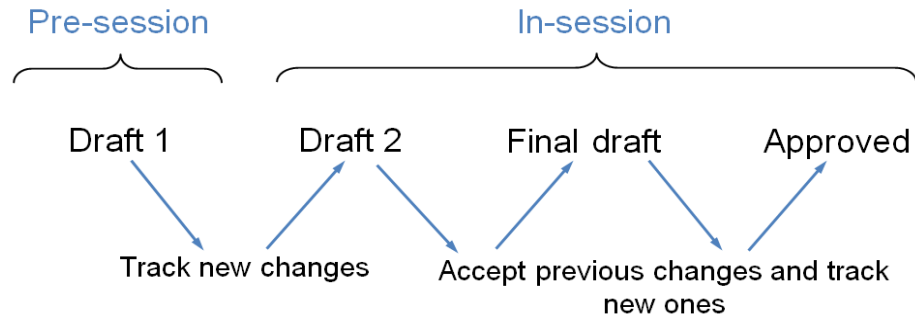 Pre-session
In-session
Draft 1
Draft 2
Final draft
Approved
Track new changes
Accept previous changes and track
new ones